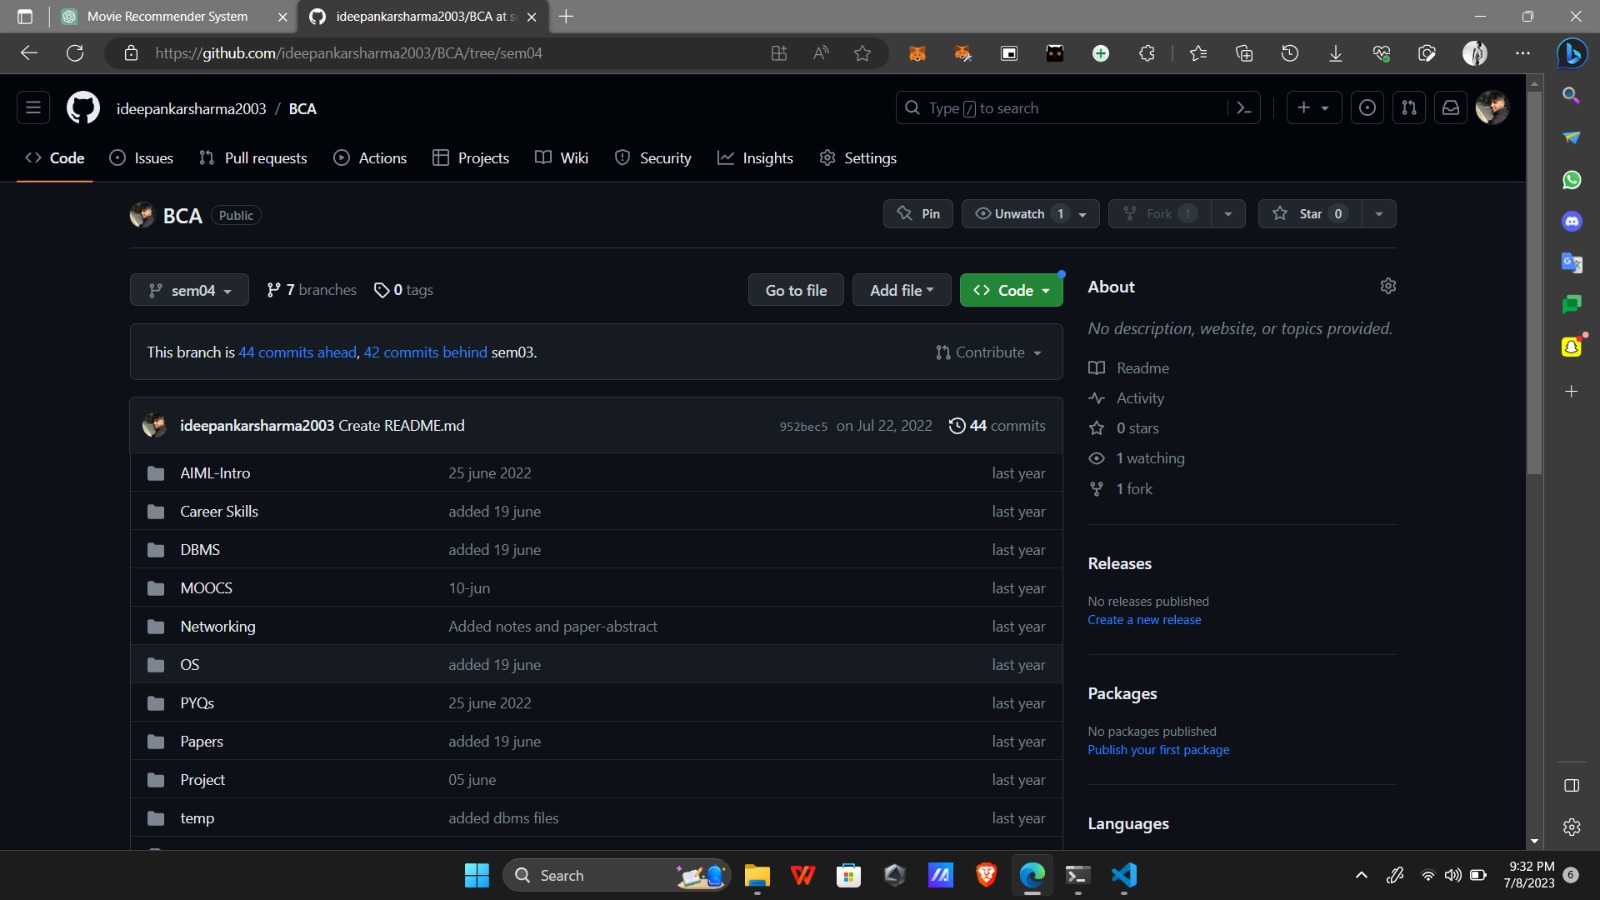 Movie Recommender System
ideepankarsharma2003/BCA at s
https://github.com/ideepankarsharma2003/BCA/tree/sem04
ideepankarsharma2003 / BCA
Type / to search
Code Issues Pull requests Actions Projects Wiki Security Insights Settings
BCA Public
Pin Unwatch 1 Fork 1 Star 0
sem04 7 branches 0 tags
Go to file Add file Code
This branch is 44 commits ahead, 42 commits behind sem03.
Contribute
ideepankarsharma2003 Create README.md 952bec5 on Jul 22, 2022 44 commits
AIML-Intro 25 june 2022 last year
Career Skills added 19 june last year
DBMS added 19 june last year
MOOCS 10-jun last year
Networking Added notes and paper-abstract last year
OS added 19 june last year
PYQs 25 june 2022 last year
Papers added 19 june last year
Project 05 june last year
temp added dbms files last year
About
No description, website, or topics provided.
Readme
Activity
0 stars
1 watching
1 fork
Releases
No releases published
Create a new release
Packages
No packages published
Publish your first package
Languages
Search
9:32 PM
7/8/2023
6